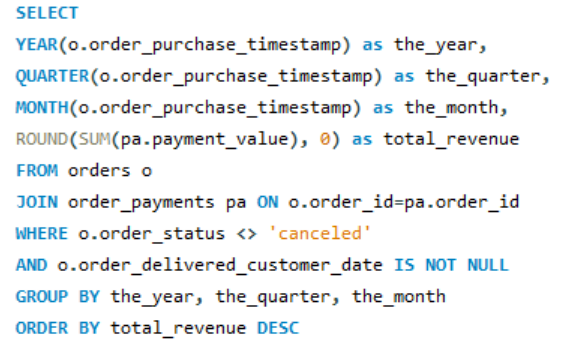 SELECT
YEAR(o.order_purchase_timestamp) as the_year,
QUARTER(o.order_purchase_timestamp) as the_quarter,
MONTH(o.order_purchase_timestamp) as the_month,
ROUND(SUM(pa.payment_value), 0) as total_revenue
FROM orders o
JOIN order_payments pa ON o.order_id=pa.order_id
WHERE o.order_status <> 'canceled'
AND o.order_delivered_customer_date IS NOT NULL
GROUP BY the_year, the_quarter, the_month
ORDER BY total_revenue DESC